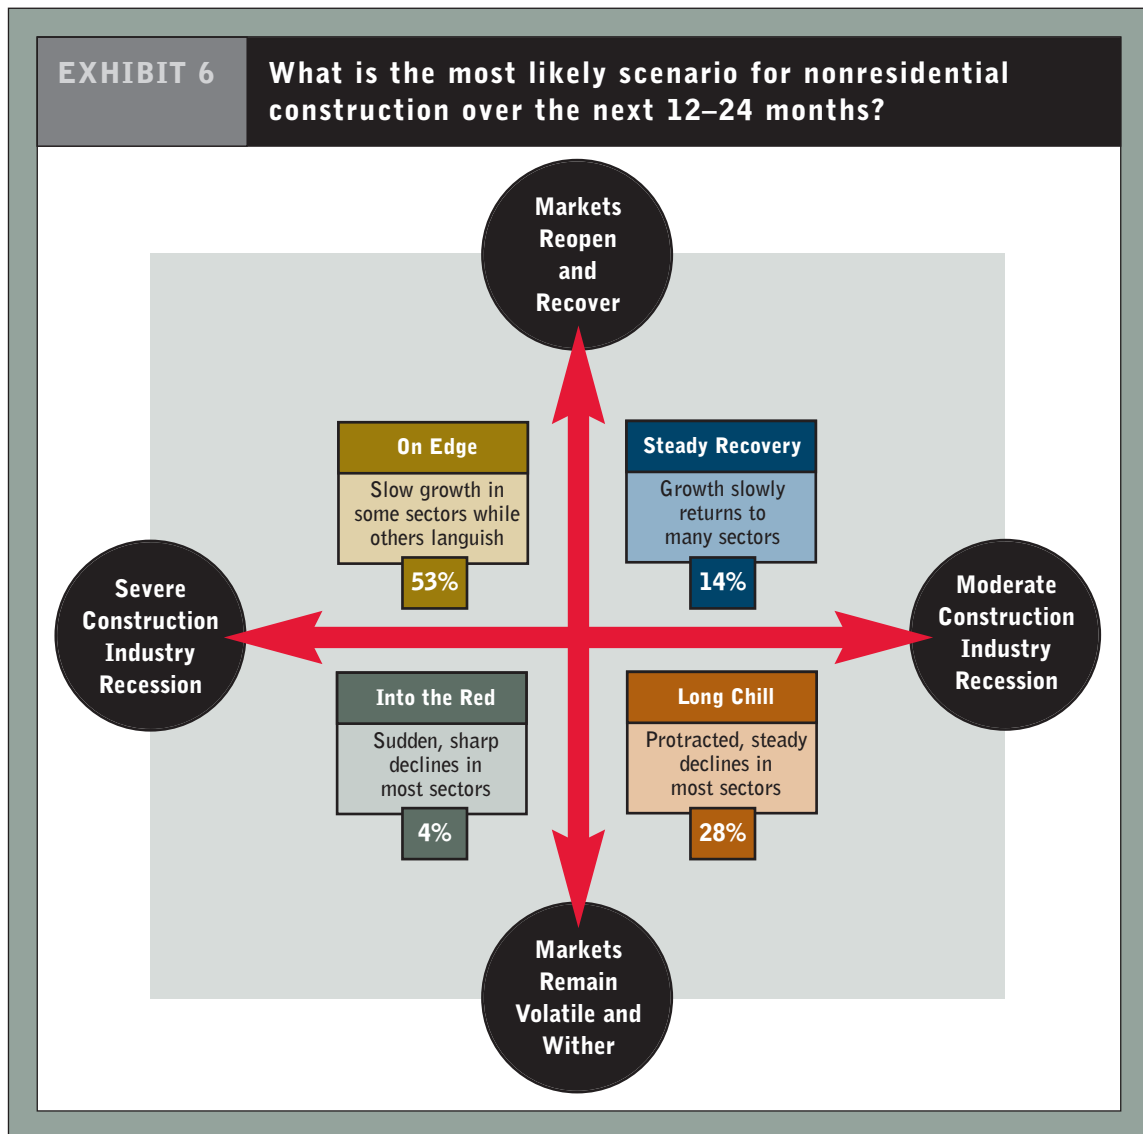 EXHIBIT 6
What is the most likely scenario for nonresidential
construction over the next 12–24 months?
Markets
Reopen
and
Recover
On Edge
Slow growth in
some sectors while
others languish
53%
Steady Recovery
Growth slowly
returns to
many sectors
14%
Severe
Construction
Industry
Recession
Moderate
Construction
Industry
Recession
Into the Red
Sudden, sharp
declines in
most sectors
4%
Long Chill
Protracted, steady
declines in
most sectors
28%
Markets
Remain
Volatile and
Wither